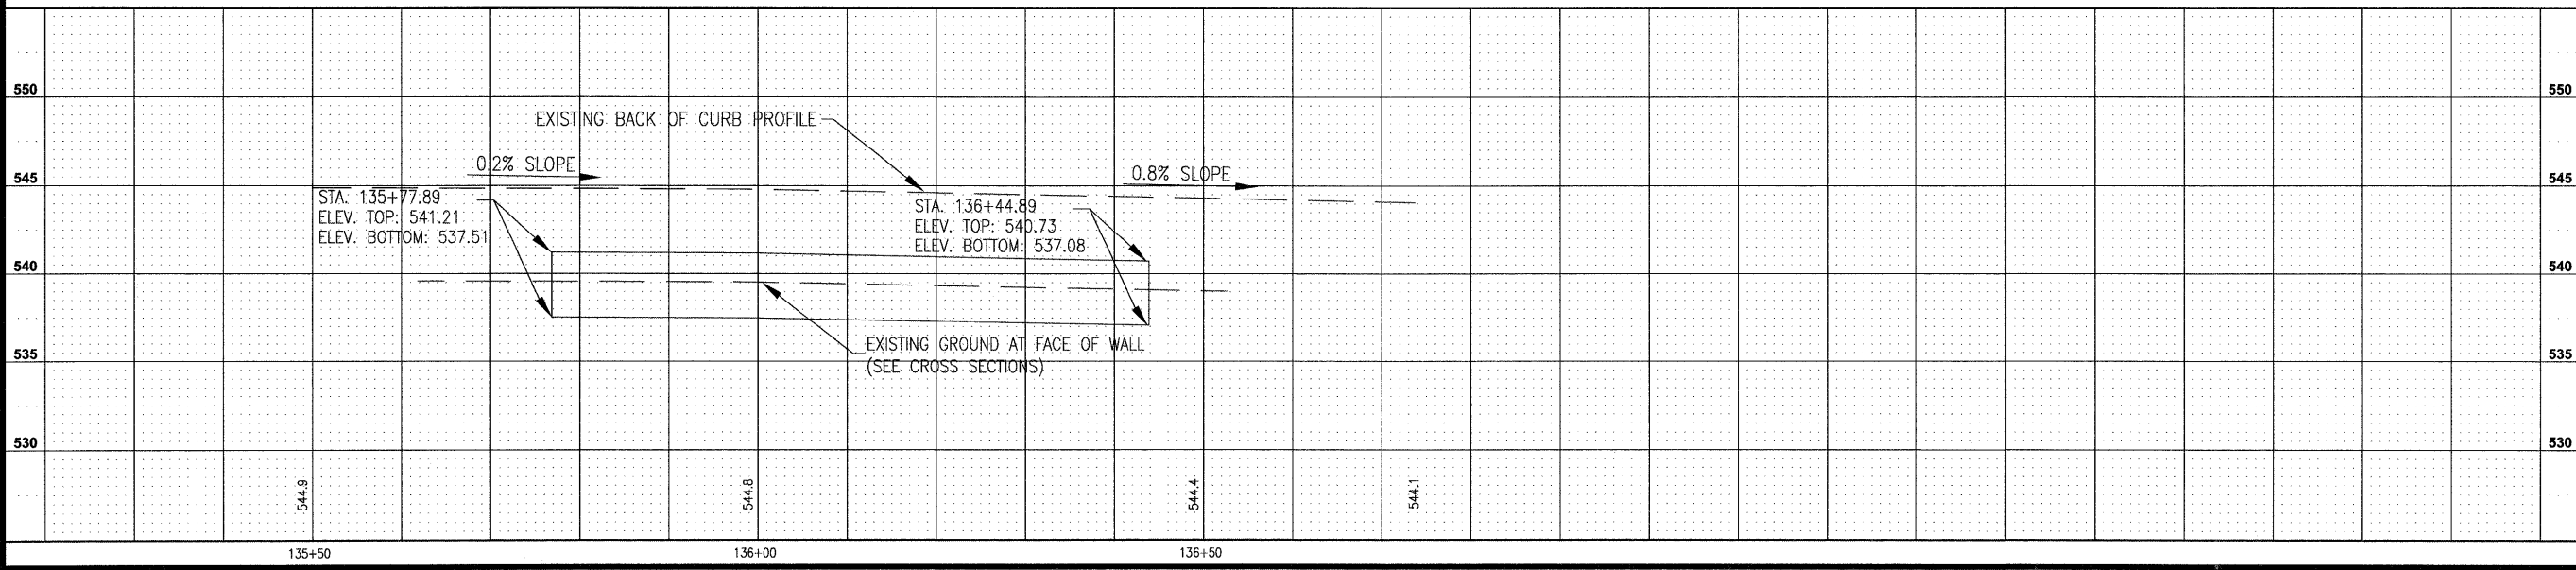 550
550
EXISTING BACK OF CURB PROFILE
0.2% SLOPE
0.8% SLOPE
545
545
STA. 135+77.89
ELEV. TOP: 541.21
ELEV. BOTTOM: 537.51
STA. 136+44.89
ELEV. TOP: 540.73
ELEV. BOTTOM: 537.08
540
540
EXISTING GROUND AT FACE OF WALL
(SEE CROSS SECTIONS)
535
535
530
530
544.9
544.8
544.4
544.1
135+50
136+00
136+50